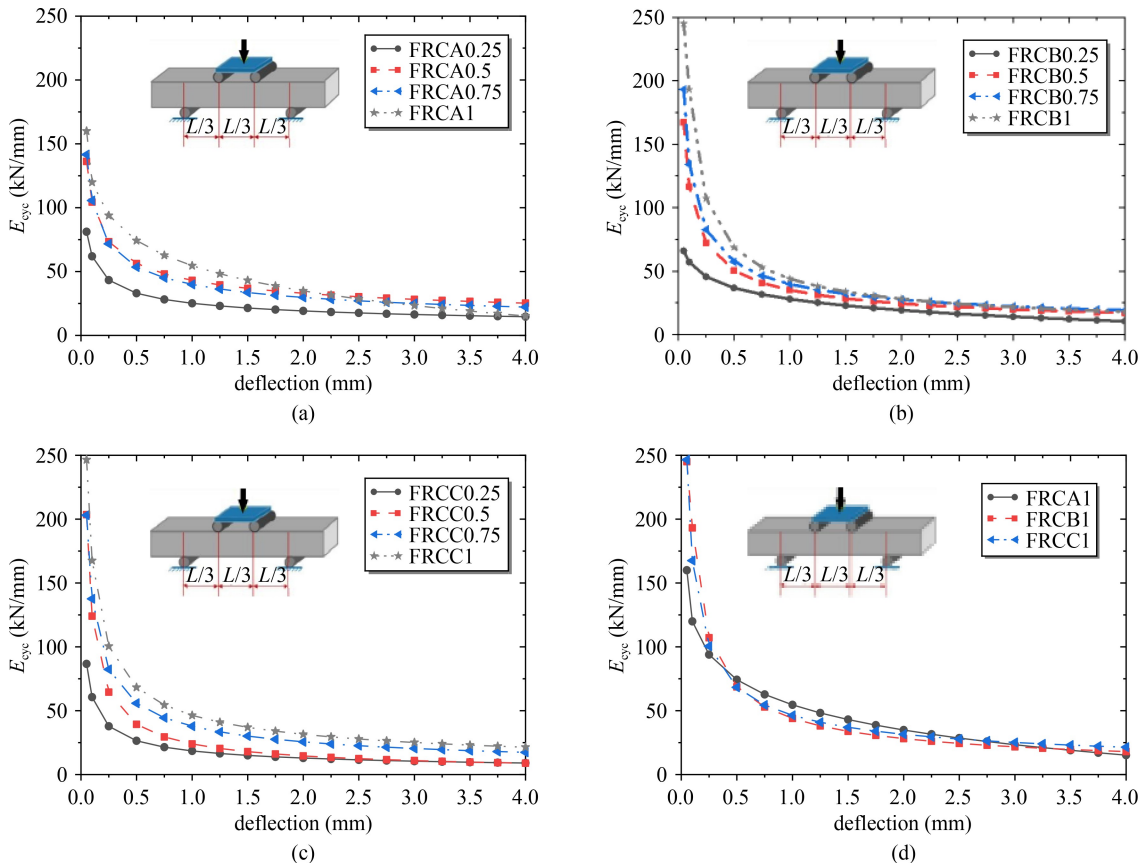 250
200
150
100
50
0
E_cyc (kN/mm)
FRCA0.25
FRCA0.5
FRCA0.75
FRCA1
L/3 L/3 L/3
0.0 0.5 1.0 1.5 2.0 2.5 3.0 3.5 4.0
deflection (mm)
(a)
250
200
150
100
50
0
E_cyc (kN/mm)
FRCB0.25
FRCB0.5
FRCB0.75
FRCB1
L/3 L/3 L/3
0.0 0.5 1.0 1.5 2.0 2.5 3.0 3.5 4.0
deflection (mm)
(b)
250
200
150
100
50
0
E_cyc (kN/mm)
FRCC0.25
FRCC0.5
FRCC0.75
FRCC1
L/3 L/3 L/3
0.0 0.5 1.0 1.5 2.0 2.5 3.0 3.5 4.0
deflection (mm)
(c)
250
200
150
100
50
0
E_cyc (kN/mm)
FRCA1
FRCB1
FRCC1
L/3 L/3 L/3
0.0 0.5 1.0 1.5 2.0 2.5 3.0 3.5 4.0
deflection (mm)
(d)